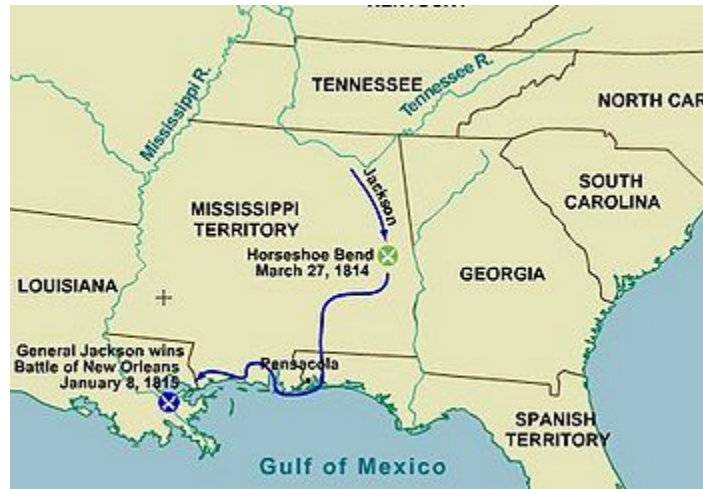 KENTUCKY
TENNESSEE
Tennessee R.
Mississippi R.
NORTH CAR
Jackson
SOUTH
CAROLINA
MISSISSIPPI
TERRITORY
Horseshoe Bend
March 27, 1814
GEORGIA
LOUISIANA
General Jackson wins
Battle of New Orleans
January 8, 1815
Pensacola
SPANISH
TERRITORY
Gulf of Mexico